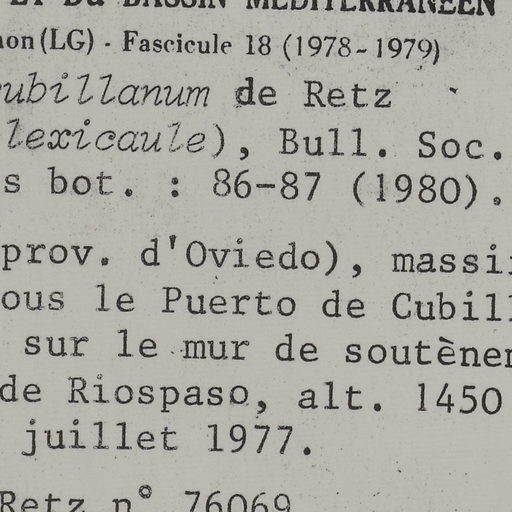 ET DU BASSIN MEDITERRANEEN
(LG) - Fascicule 18 (1978-1979)
ubillanum de Retz
lexicaule), Bull. Soc.
s bot. : 86-87 (1980).
prov. d'Oviedo), massi
ous le Puerto de Cubill
sur le mur de soutènem
de Riospaso, alt. 1450
juillet 1977.
Retz n° 76069